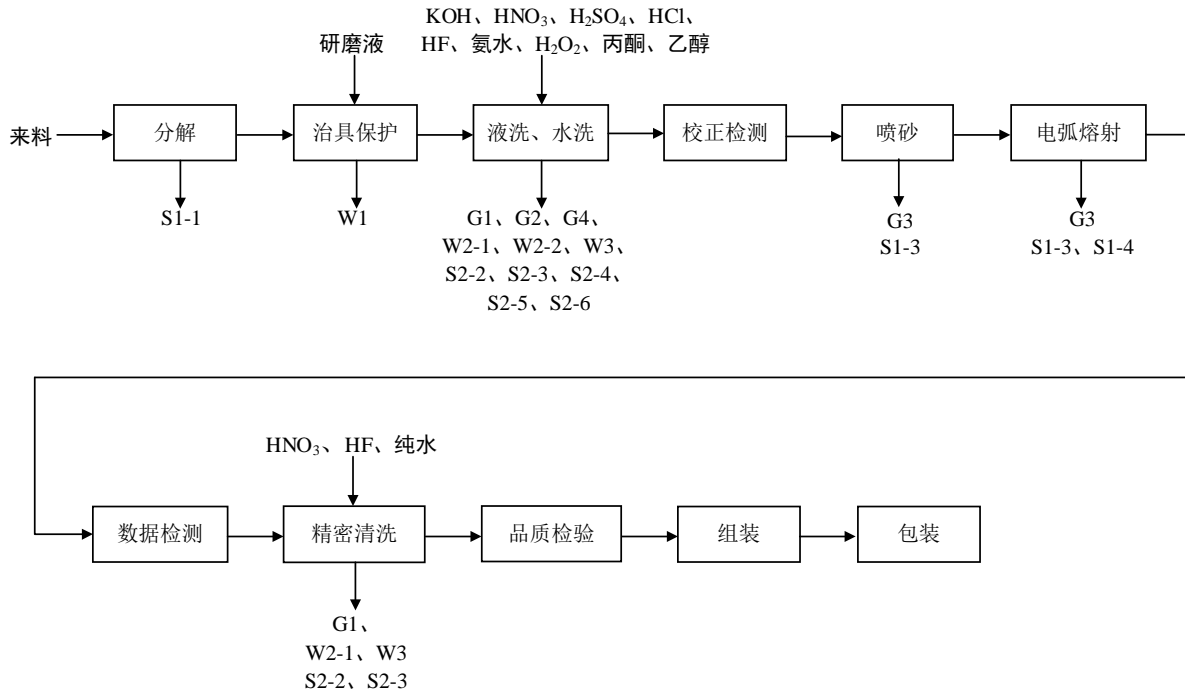 KOH、HNO₃、H₂SO₄、HCl、
HF、氨水、H₂O₂、丙酮、乙醇
研磨液
来料
分解
治具保护
液洗、水洗
校正检测
喷砂
电弧熔射
S1-1
W1
G1、G2、G4、
W2-1、W2-2、W3、
S2-2、S2-3、S2-4、
S2-5、S2-6
G3
S1-3
G3
S1-3、S1-4
HNO₃、HF、纯水
数据检测
精密清洗
品质检验
组装
包装
G1、
W2-1、W3
S2-2、S2-3